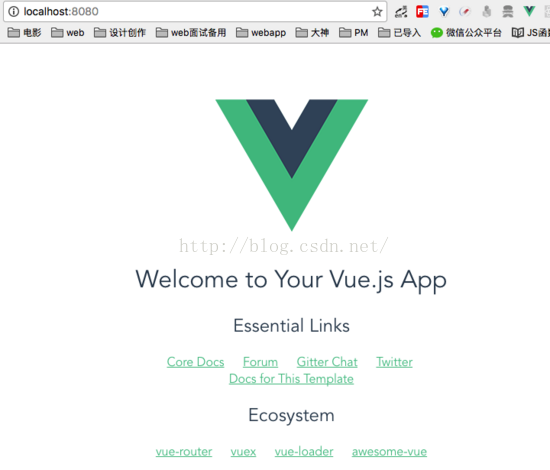 localhost:8080
电影 web 设计创作 web面试备用 webapp 大神 PM 已导入 微信公众平台
http://blog.csdn.net/
Welcome to Your Vue.js App
Essential Links
Core Docs Forum Gitter Chat Twitter
Docs for This Template
Ecosystem
vue-router vuex vue-loader awesome-vue